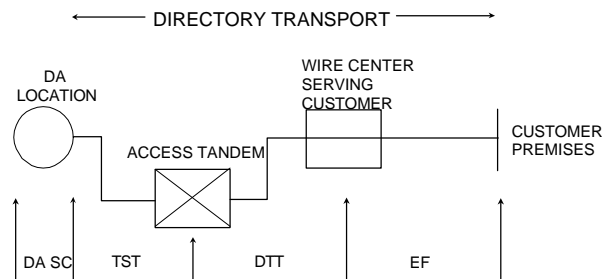 DIRECTORY TRANSPORT
WIRE CENTER
SERVING
CUSTOMER
DA
LOCATION
CUSTOMER
PREMISES
ACCESS TANDEM
DA SC
TST
DTT
EF